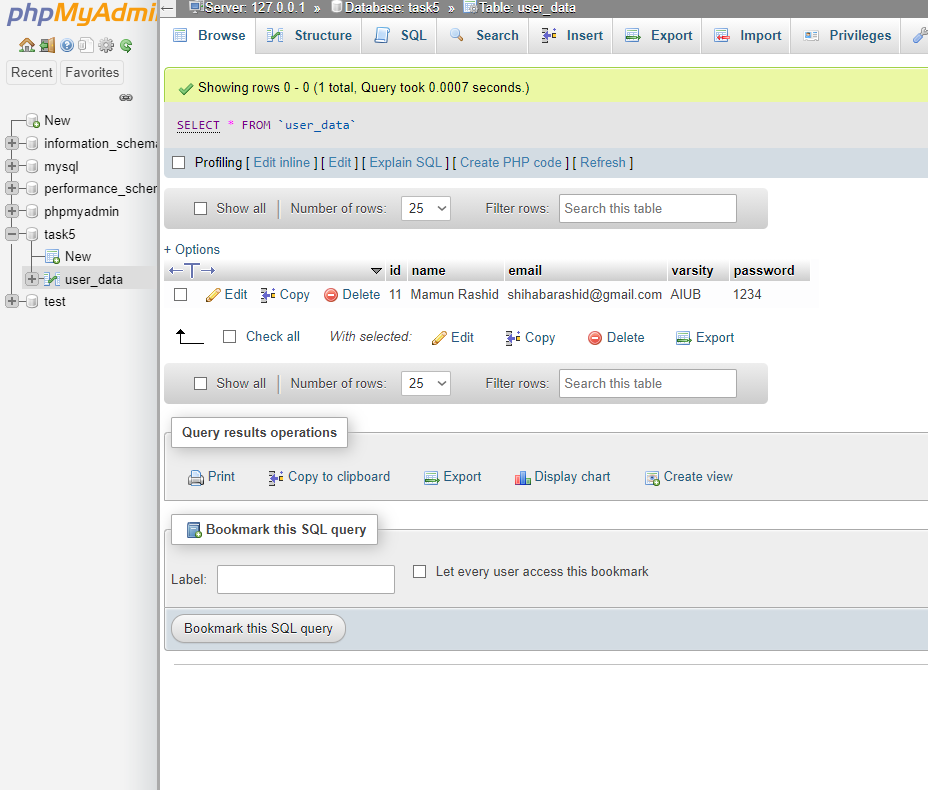 phpMyAdmi
Server: 127.0.0.1 » Database: task5 » Table: user_data
Browse Structure SQL Search Insert Export Import Privileges
Recent Favorites
New
information_schema
mysql
performance_scher
phpmyadmin
task5
New
user_data
test
Showing rows 0 - 0 (1 total, Query took 0.0007 seconds.)
SELECT * FROM `user_data`
Profiling [ Edit inline ] [ Edit ] [ Explain SQL ] [ Create PHP code ] [ Refresh ]
Show all Number of rows: 25 Filter rows: Search this table
+ Options
id name email varsity password
Edit Copy Delete 11 Mamun Rashid shihabarashid@gmail.com AIUB 1234
Check all With selected: Edit Copy Delete Export
Show all Number of rows: 25 Filter rows: Search this table
Query results operations
Print Copy to clipboard Export Display chart Create view
Bookmark this SQL query
Label: Let every user access this bookmark
Bookmark this SQL query